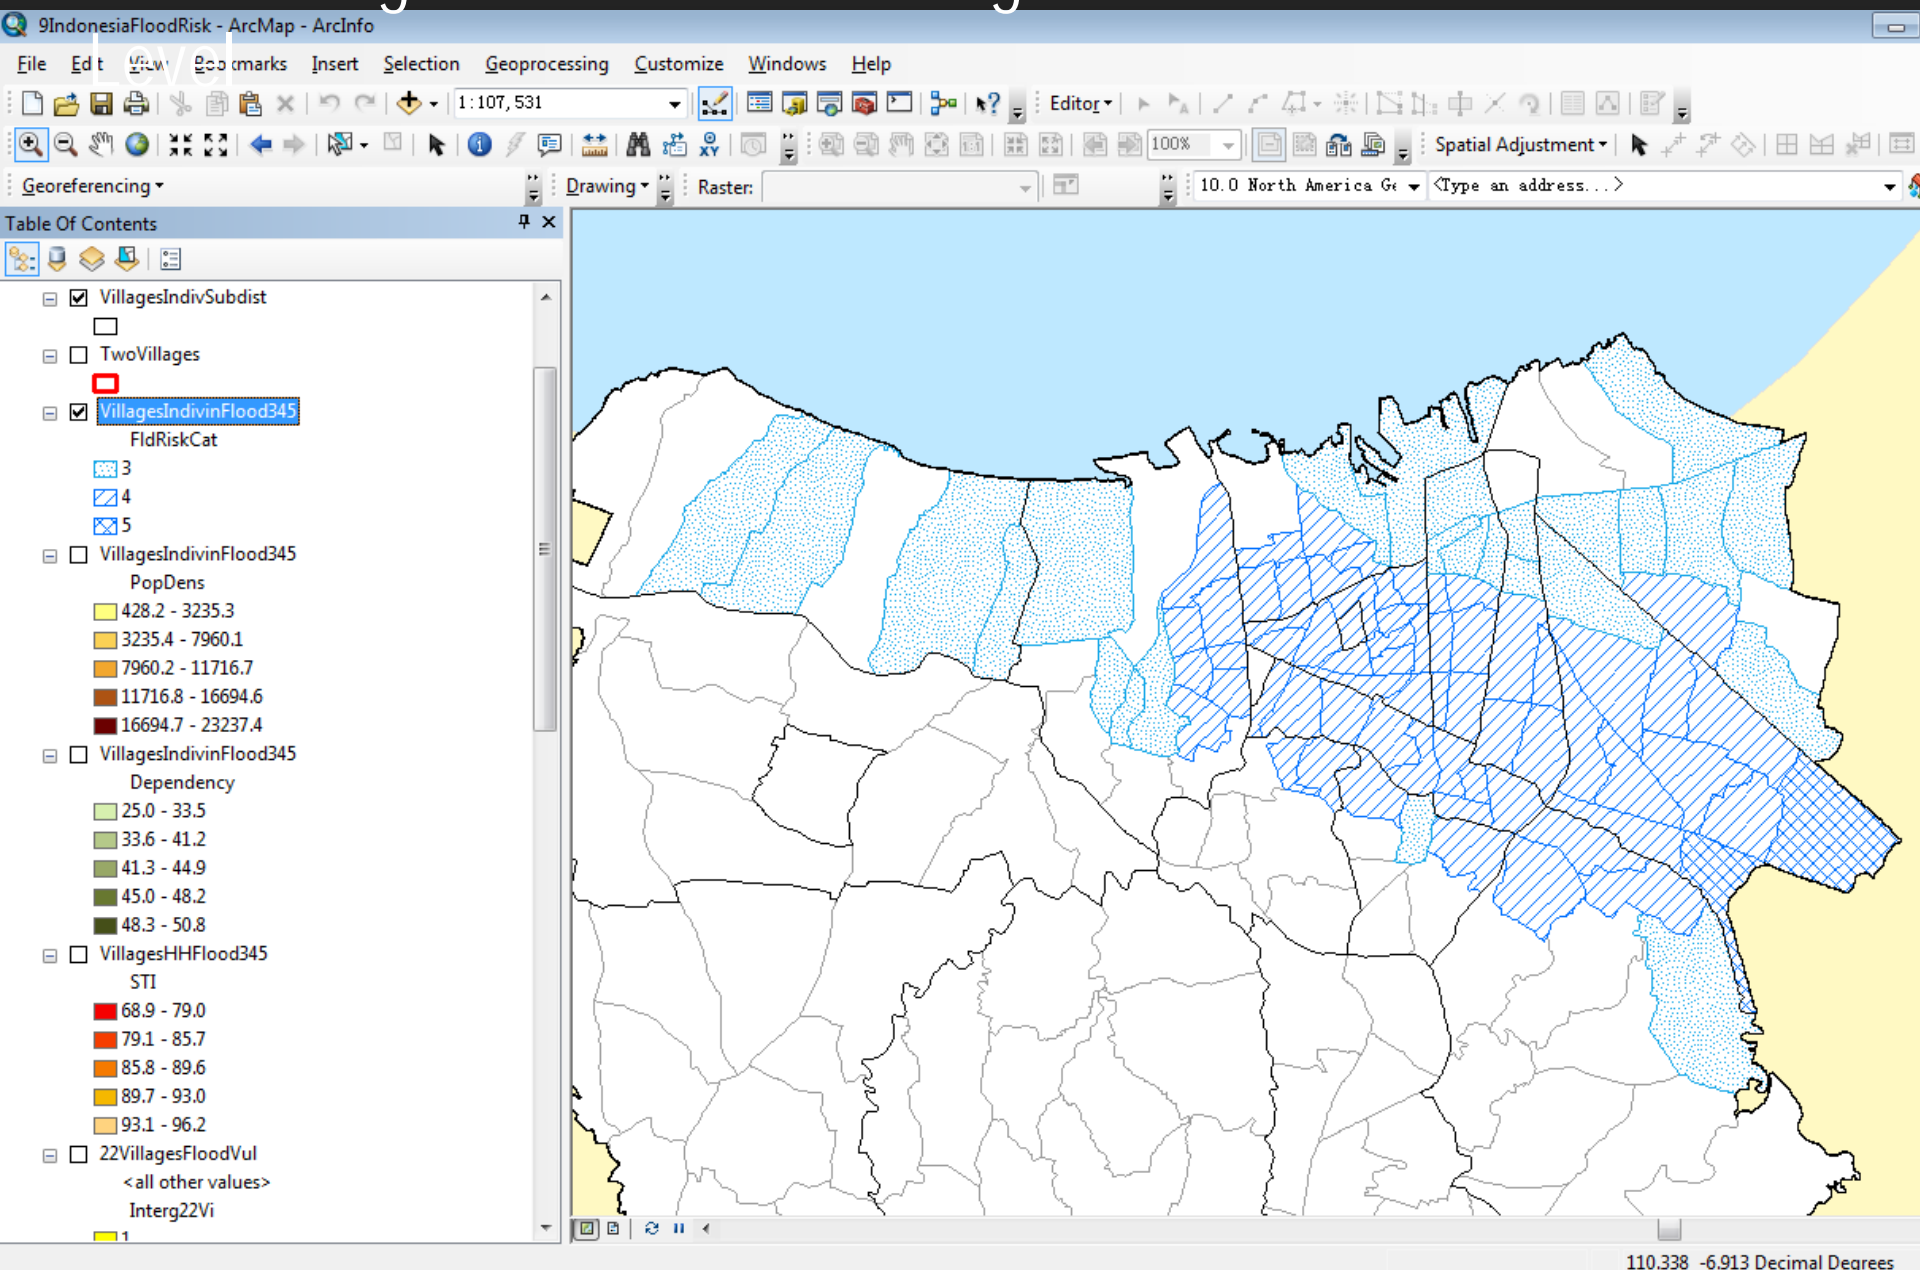 9IndonesiaFloodRisk - ArcMap - ArcInfo
Level
File Edit View Bookmarks Insert Selection Geoprocessing Customize Windows Help
1:107,531 Editor
100% Spatial Adjustment
Georeferencing Drawing Raster: 10.0 North America Ge <Type an address...>
Table Of Contents
VillagesIndivSubdist
TwoVillages
VillagesIndivinFlood345
FldRiskCat
3
4
5
VillagesIndivinFlood345
PopDens
428.2 - 3235.3
3235.4 - 7960.1
7960.2 - 11716.7
11716.8 - 16694.6
16694.7 - 23237.4
VillagesIndivinFlood345
Dependency
25.0 - 33.5
33.6 - 41.2
41.3 - 44.9
45.0 - 48.2
48.3 - 50.8
VillagesHHFlood345
STI
68.9 - 79.0
79.1 - 85.7
85.8 - 89.6
89.7 - 93.0
93.1 - 96.2
22VillagesFloodVul
<all other values>
Interg22Vi
1
110.338 -6.913 Decimal Degrees